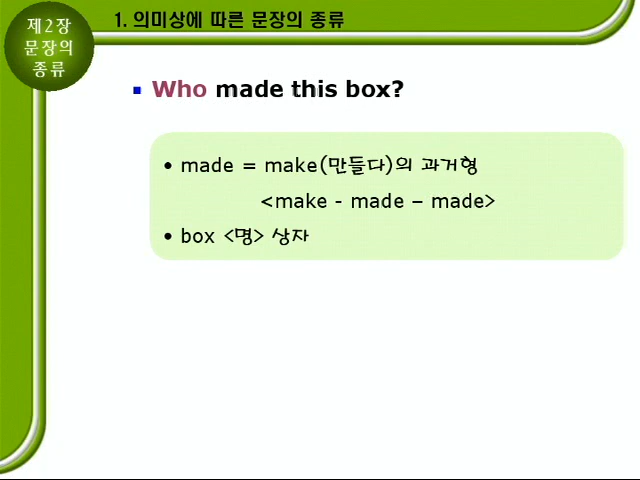 제2장
문장의
종류
1. 의미상에 따른 문장의 종류
▪ Who made this box?
• made = make(만들다)의 과거형
<make - made – made>
• box <명> 상자